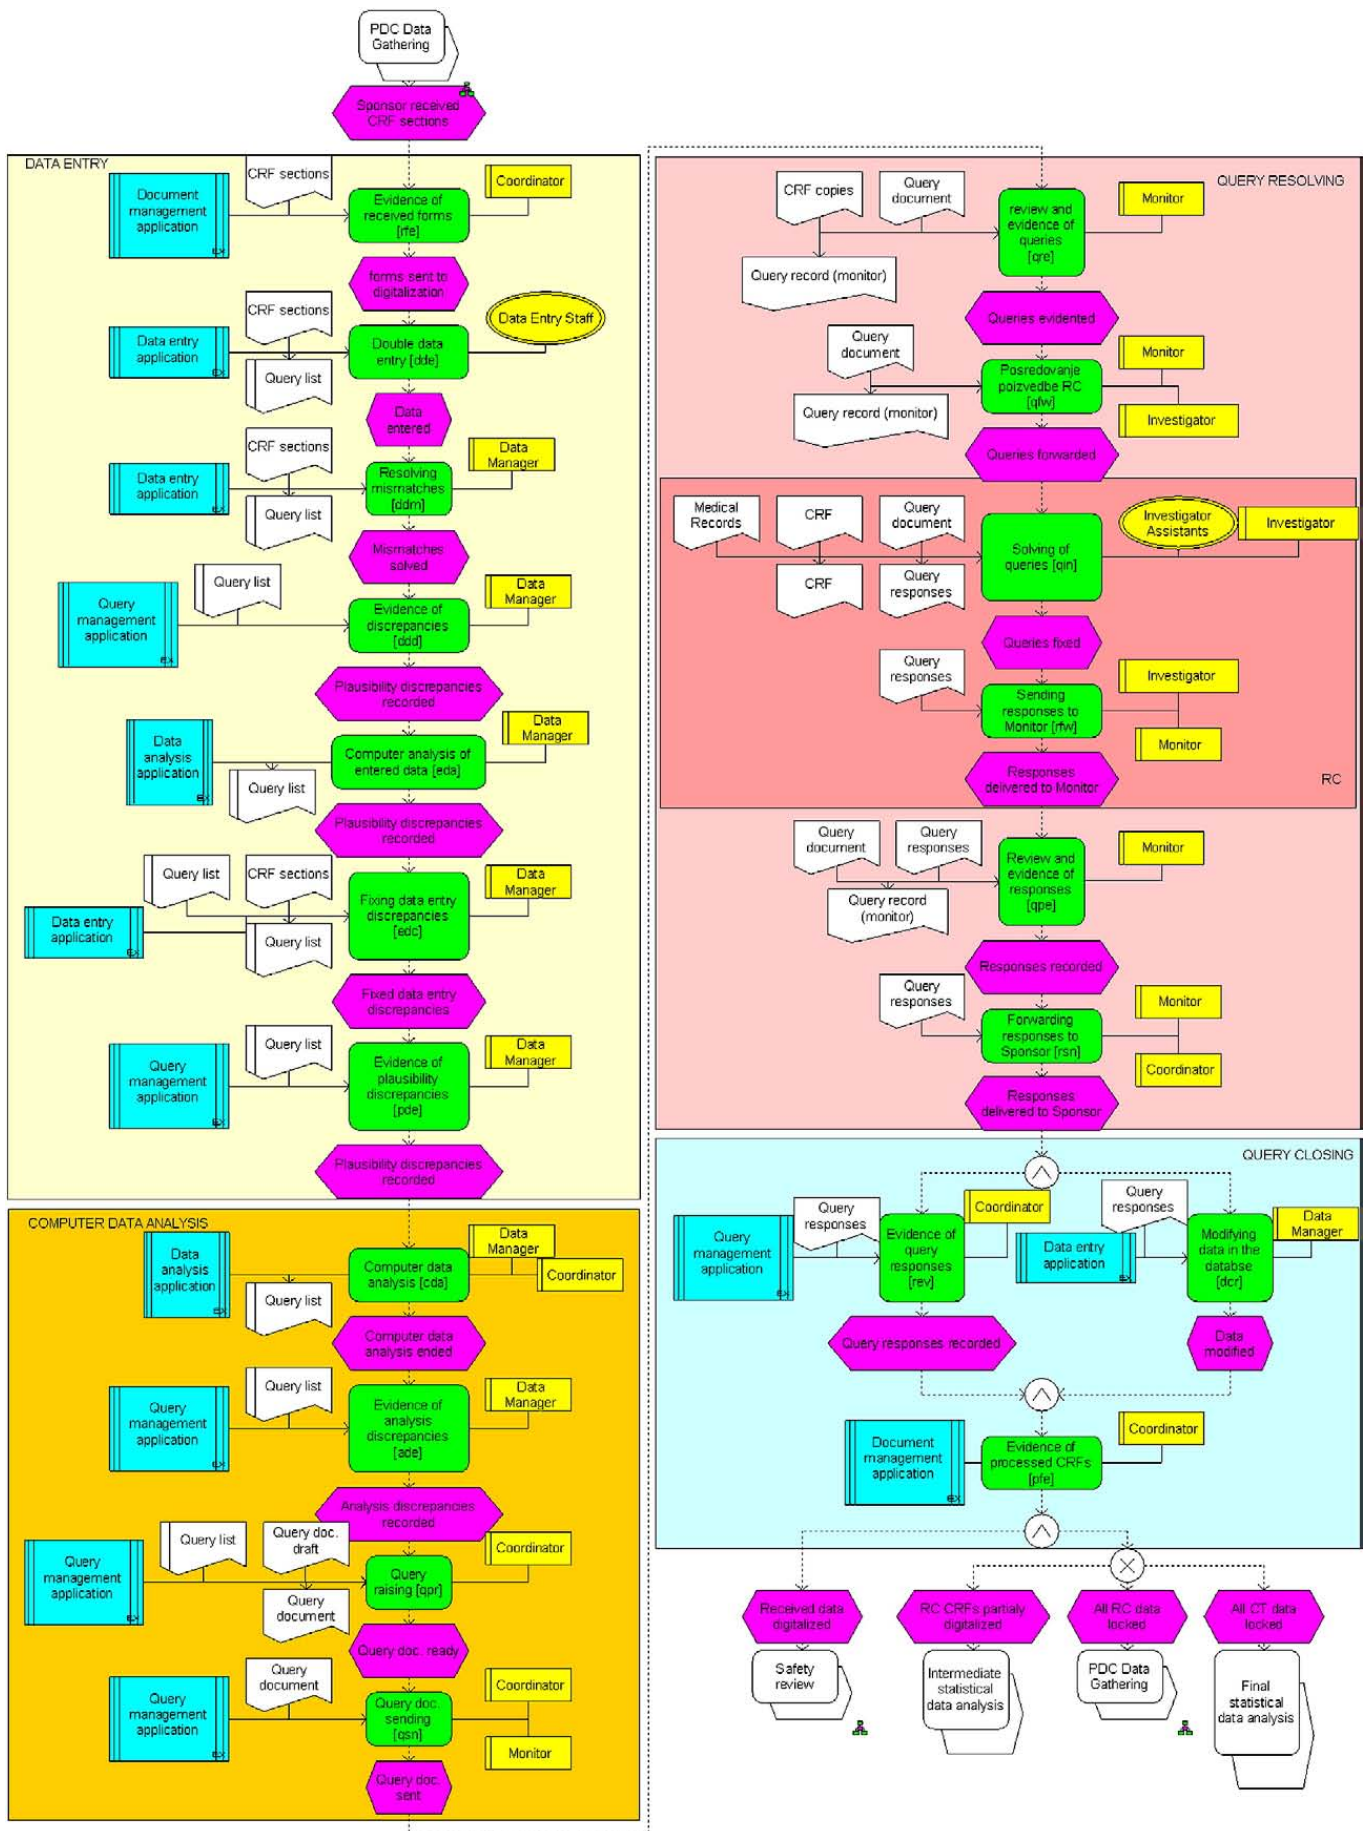 PDC Data
Gathering
Sponsor received
CRF sections
DATA ENTRY
Document
management
application
EX
CRF sections
Evidence of
received forms
[rfe]
Coordinator
forms sent to
digitalization
Data entry
application
EX
CRF sections
Query list
Double data
entry [dde]
Data Entry Staff
Data
entered
Data entry
application
EX
CRF sections
Query list
Resolving
mismatches
[ddm]
Data
Manager
Mismatches
solved
Query
management
application
EX
Query list
Evidence of
discrepancies
[ddd]
Data
Manager
Plausibility discrepancies
recorded
Data
analysis
application
EX
Query list
Computer analysis of
entered data [eda]
Data
Manager
Plausibility discrepancies
recorded
Query list
CRF sections
Data entry
application
EX
Query list
Fixing data entry
discrepancies
[edc]
Data
Manager
Fixed data entry
discrepancies
Query
management
application
EX
Query list
Evidence of
plausibility
discrepancies
[pde]
Data
Manager
Plausibility discrepancies
recorded
COMPUTER DATA ANALYSIS
Data
analysis
application
EX
Query list
Computer data
analysis [cda]
Data
Manager
Coordinator
Computer data
analysis ended
Query
management
application
EX
Query list
Evidence of
analysis
discrepancies
[ade]
Data
Manager
Analysis discrepancies
recorded
Query
management
application
EX
Query list
Query doc.
draft
Query
document
Query
raising [qpr]
Coordinator
Query doc. ready
Query
management
application
EX
Query
document
Query doc.
sending
[qsn]
Coordinator
Monitor
Query doc.
sent
QUERY RESOLVING
CRF copies
Query
document
Query record (monitor)
review and
evidence of
queries
[qre]
Monitor
Queries evidented
Query
document
Query record (monitor)
Posredovanje
poizvedbe RC
[qfw]
Monitor
Investigator
Queries forwarded
Medical
Records
CRF
Query
document
CRF
Query
responses
Solving of
queries [qin]
Investigator
Assistants
Investigator
Queries fixed
Query
responses
Sending
responses to
Monitor [rfw]
Investigator
Monitor
Responses
delivered to Monitor
RC
Query
document
Query
responses
Query record
(monitor)
Review and
evidence of
responses
[qpe]
Monitor
Responses recorded
Query
responses
Forwarding
responses to
Sponsor [rsn]
Monitor
Coordinator
Responses
delivered to Sponsor
QUERY CLOSING
Query
management
application
EX
Query
responses
Evidence of
query
responses
[rev]
Coordinator
Data entry
application
EX
Query
responses
Modifying
data in the
databse
[dcr]
Data
Manager
Query responses recorded
Data
modified
Document
management
application
EX
Evidence of
processed CRFs
[pfe]
Coordinator
Received data
digitalized
RC CRFs partialy
digitalized
All RC data
locked
All CT data
locked
Safety
review
Intermediate
statistical
data analysis
PDC Data
Gathering
Final
statistical
data analysis